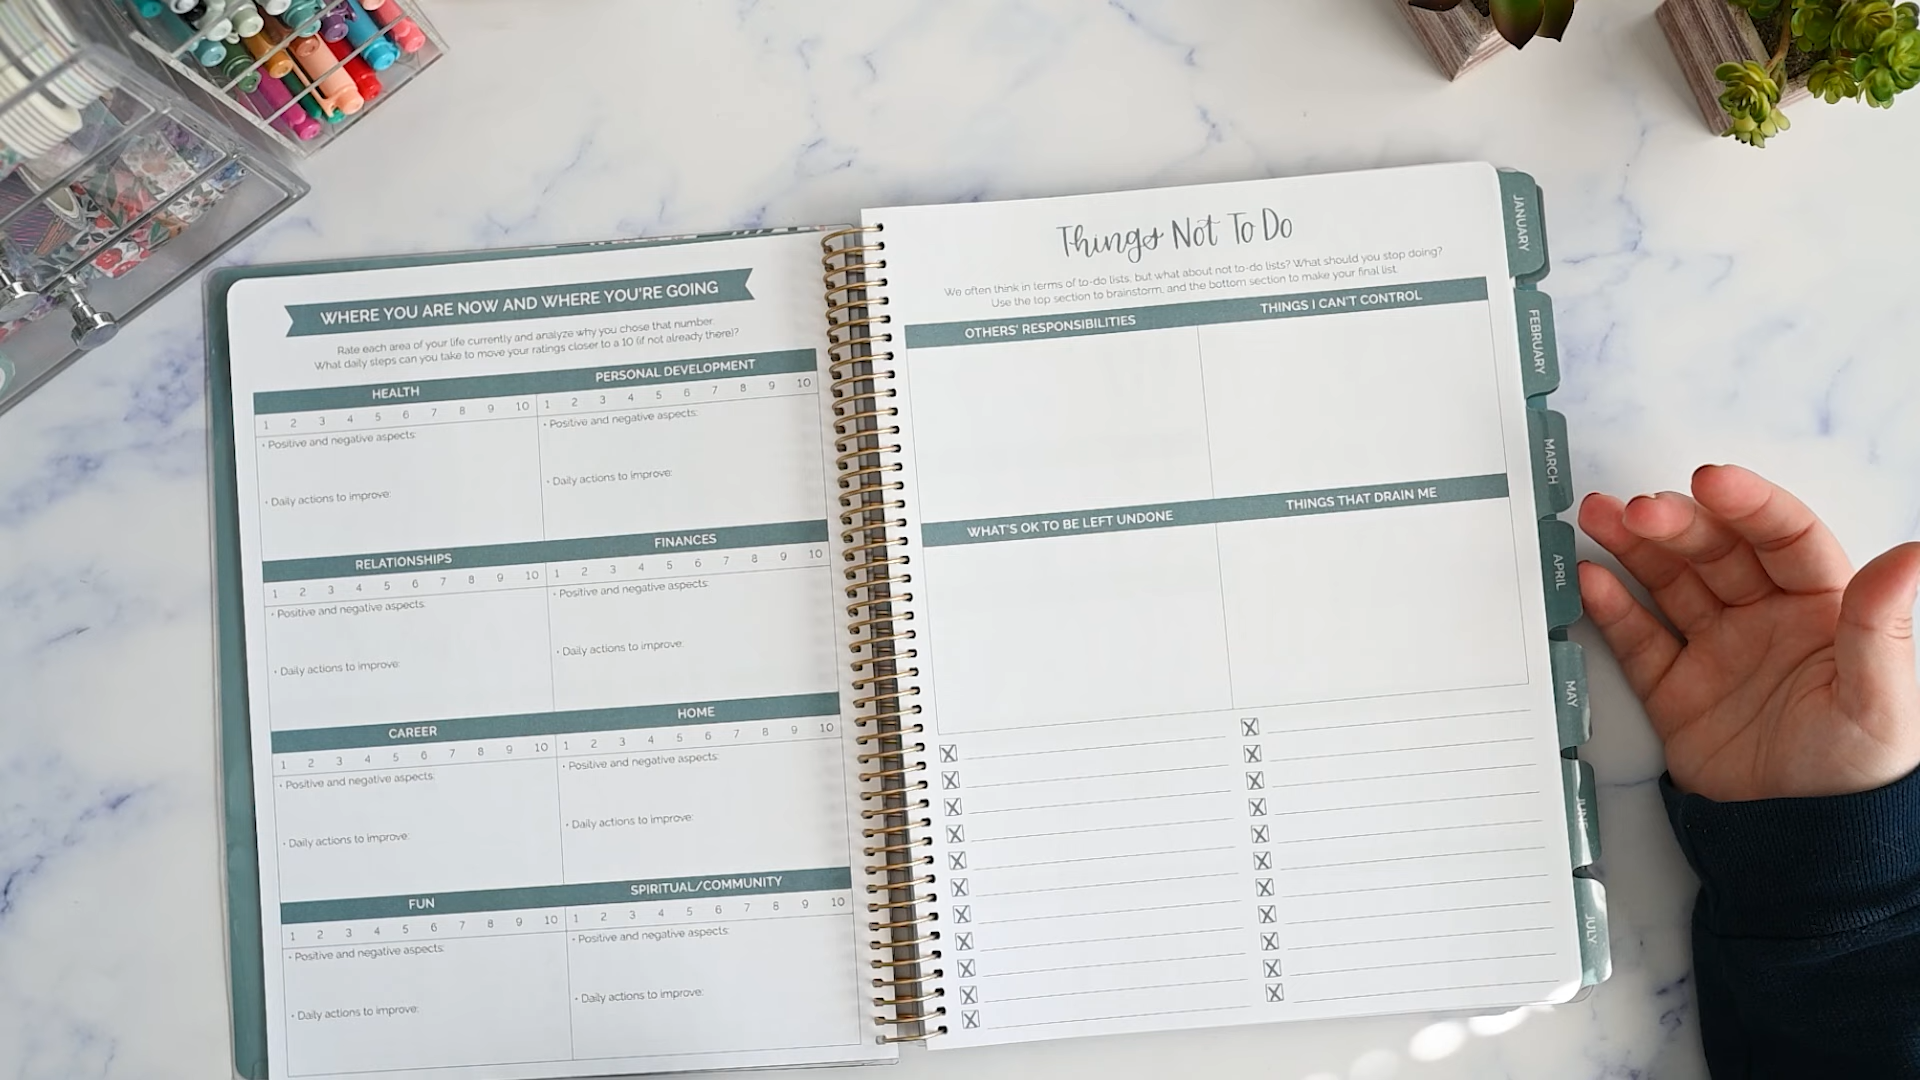 WHERE YOU ARE NOW AND WHERE YOU'RE GOING
Rate each area of your life currently and analyze why you chose that number.
What daily steps can you take to move your ratings closer to a 10 (if not already there)?
HEALTH
1 2 3 4 5 6 7 8 9 10
• Positive and negative aspects:
• Daily actions to improve:
PERSONAL DEVELOPMENT
1 2 3 4 5 6 7 8 9 10
• Positive and negative aspects:
• Daily actions to improve:
RELATIONSHIPS
1 2 3 4 5 6 7 8 9 10
• Positive and negative aspects:
• Daily actions to improve:
FINANCES
1 2 3 4 5 6 7 8 9 10
• Positive and negative aspects:
• Daily actions to improve:
CAREER
1 2 3 4 5 6 7 8 9 10
• Positive and negative aspects:
• Daily actions to improve:
HOME
1 2 3 4 5 6 7 8 9 10
• Positive and negative aspects:
• Daily actions to improve:
FUN
1 2 3 4 5 6 7 8 9 10
• Positive and negative aspects:
• Daily actions to improve:
SPIRITUAL/COMMUNITY
1 2 3 4 5 6 7 8 9 10
• Positive and negative aspects:
• Daily actions to improve:
Things Not To Do
We often think in terms of to-do lists, but what about not to-do lists? What should you stop doing?
Use the top section to brainstorm, and the bottom section to make your final list.
OTHERS' RESPONSIBILITIES
THINGS I CAN'T CONTROL
WHAT'S OK TO BE LEFT UNDONE
THINGS THAT DRAIN ME
JANUARY
FEBRUARY
MARCH
APRIL
MAY
JUNE
JULY